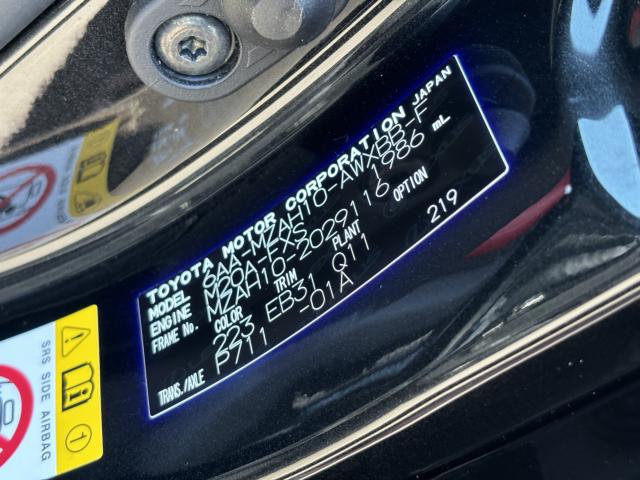 TOYOTA MOTOR CORPORATION JAPAN
MODEL 6AA-MZAH10-AWXBB-F
ENGINE M20A-FXS 1986 mL
FRAME No. MZAH10-2029116
COLOR TRIM PLANT OPTION
223 EB31 Q11 219
TRANS./AXLE P711 -01A
SRS SIDE AIRBAG